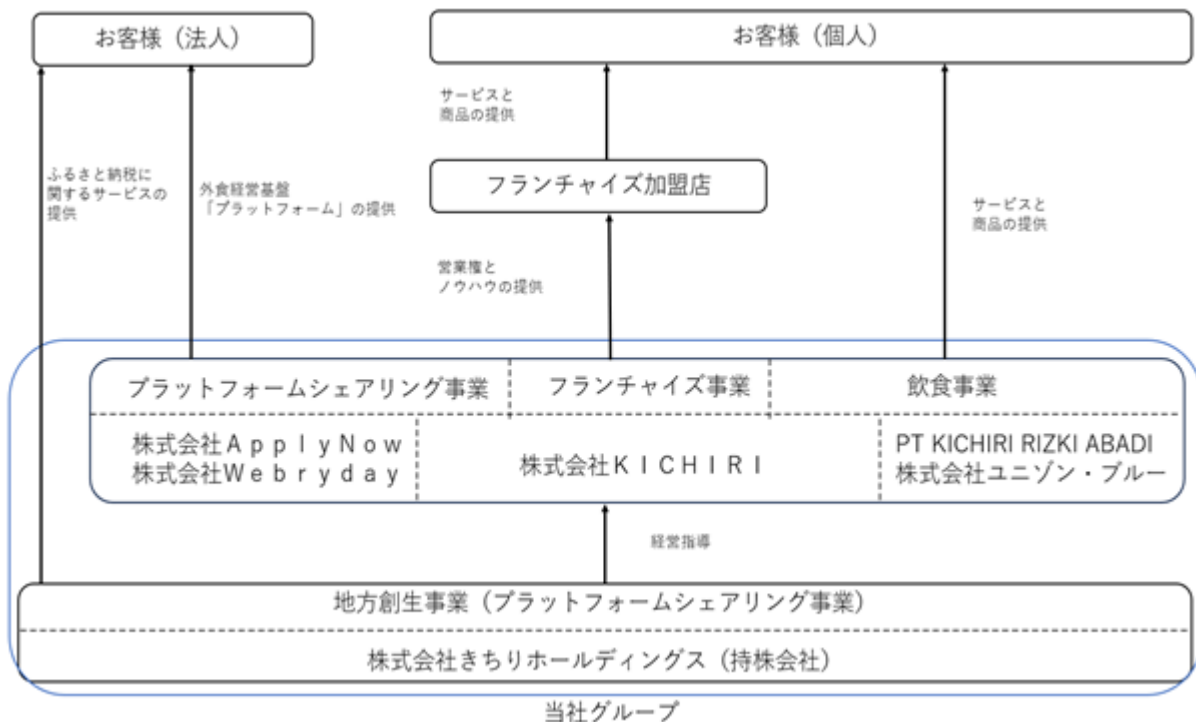 お客様（法人）
お客様（個人）
サービスと
商品の提供
ふるさと納税に
関するサービスの
提供
外食経営基盤
「プラットフォーム」の提供
フランチャイズ加盟店
サービスと
商品の提供
営業権と
ノウハウの提供
プラットフォームシェアリング事業
フランチャイズ事業
飲食事業
株式会社ＡｐｐｌｙＮｏｗ
株式会社Ｗｅｂｒｙｄａｙ
株式会社ＫＩＣＨＩＲＩ
PT KICHIRI RIZKI ABADI
株式会社ユニゾン・ブルー
経営指導
地方創生事業（プラットフォームシェアリング事業）
株式会社きちりホールディングス（持株会社）
当社グループ